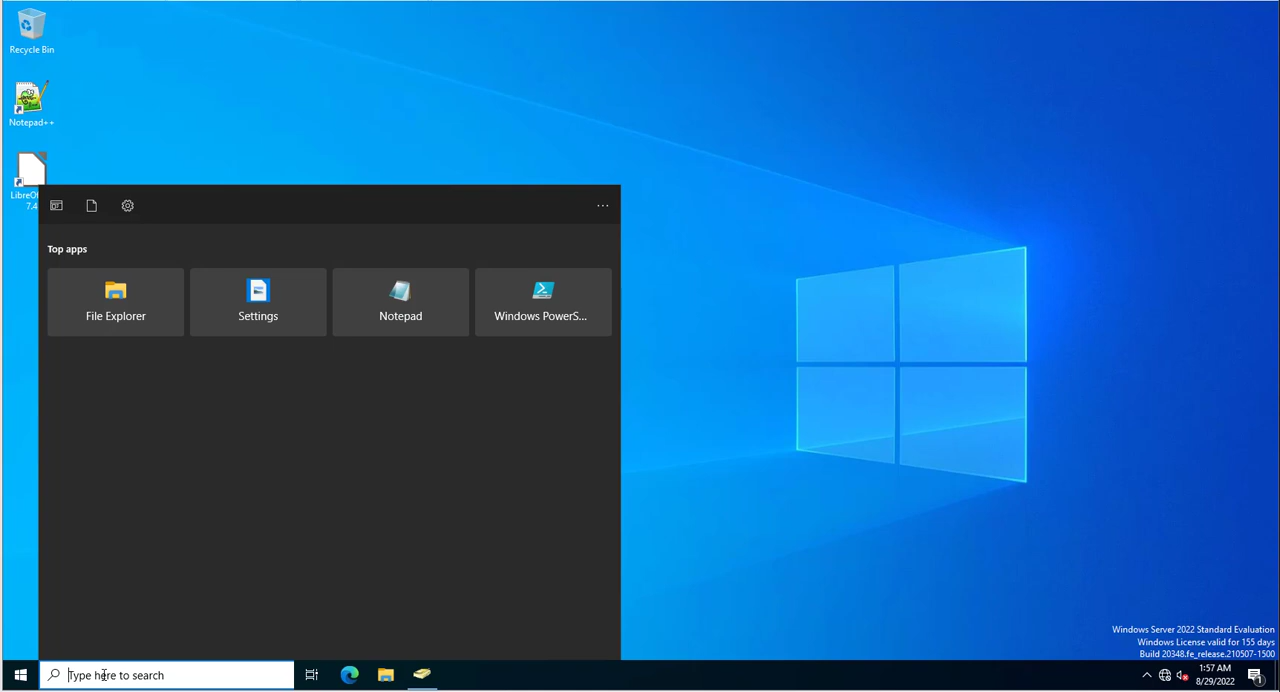 Recycle Bin
Notepad++
LibreOf
7.4
Top apps
File Explorer
Settings
Notepad
Windows PowerS...
Windows Server 2022 Standard Evaluation
Windows License valid for 155 days
Build 20348.fe_release.210507-1500
Type here to search
1:57 AM
8/29/2022
1